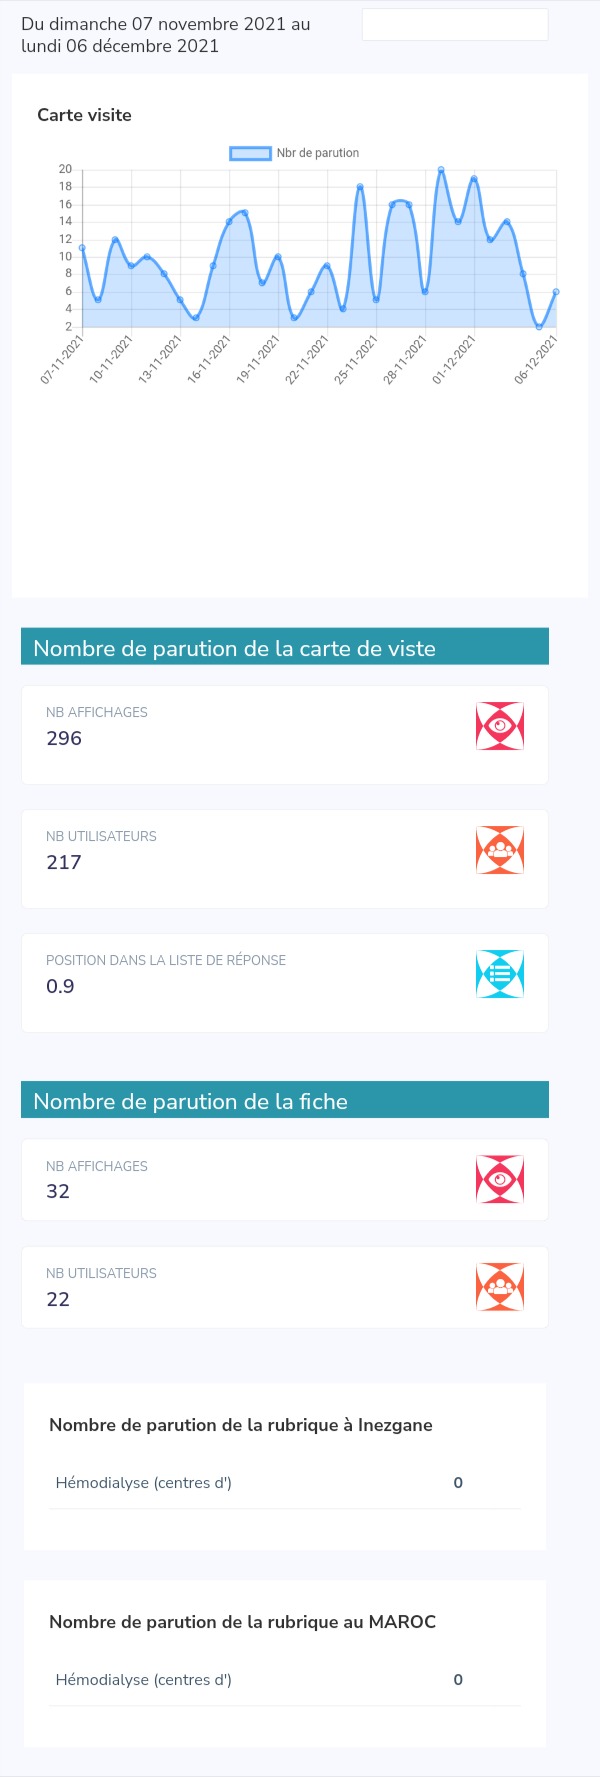 Du dimanche 07 novembre 2021 au
lundi 06 décembre 2021
Carte visite
Nbr de parution
20
18
16
14
12
10
8
6
4
2
07-11-2021
10-11-2021
13-11-2021
16-11-2021
19-11-2021
22-11-2021
25-11-2021
28-11-2021
01-12-2021
06-12-2021
Nombre de parution de la carte de viste
NB AFFICHAGES
296
NB UTILISATEURS
217
POSITION DANS LA LISTE DE RÉPONSE
0.9
Nombre de parution de la fiche
NB AFFICHAGES
32
NB UTILISATEURS
22
Nombre de parution de la rubrique à Inezgane
Hémodialyse (centres d') 0
Nombre de parution de la rubrique au MAROC
Hémodialyse (centres d') 0